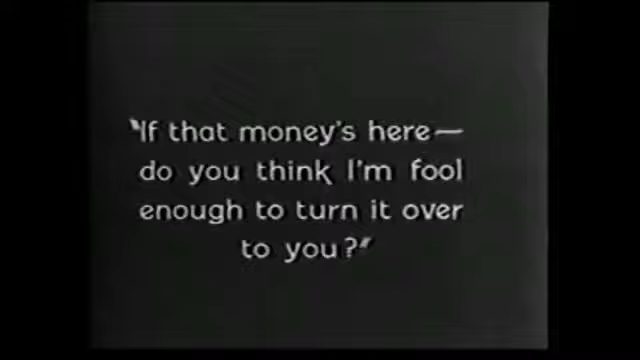 "If that money's here—
do you think I'm fool
enough to turn it over
to you?"